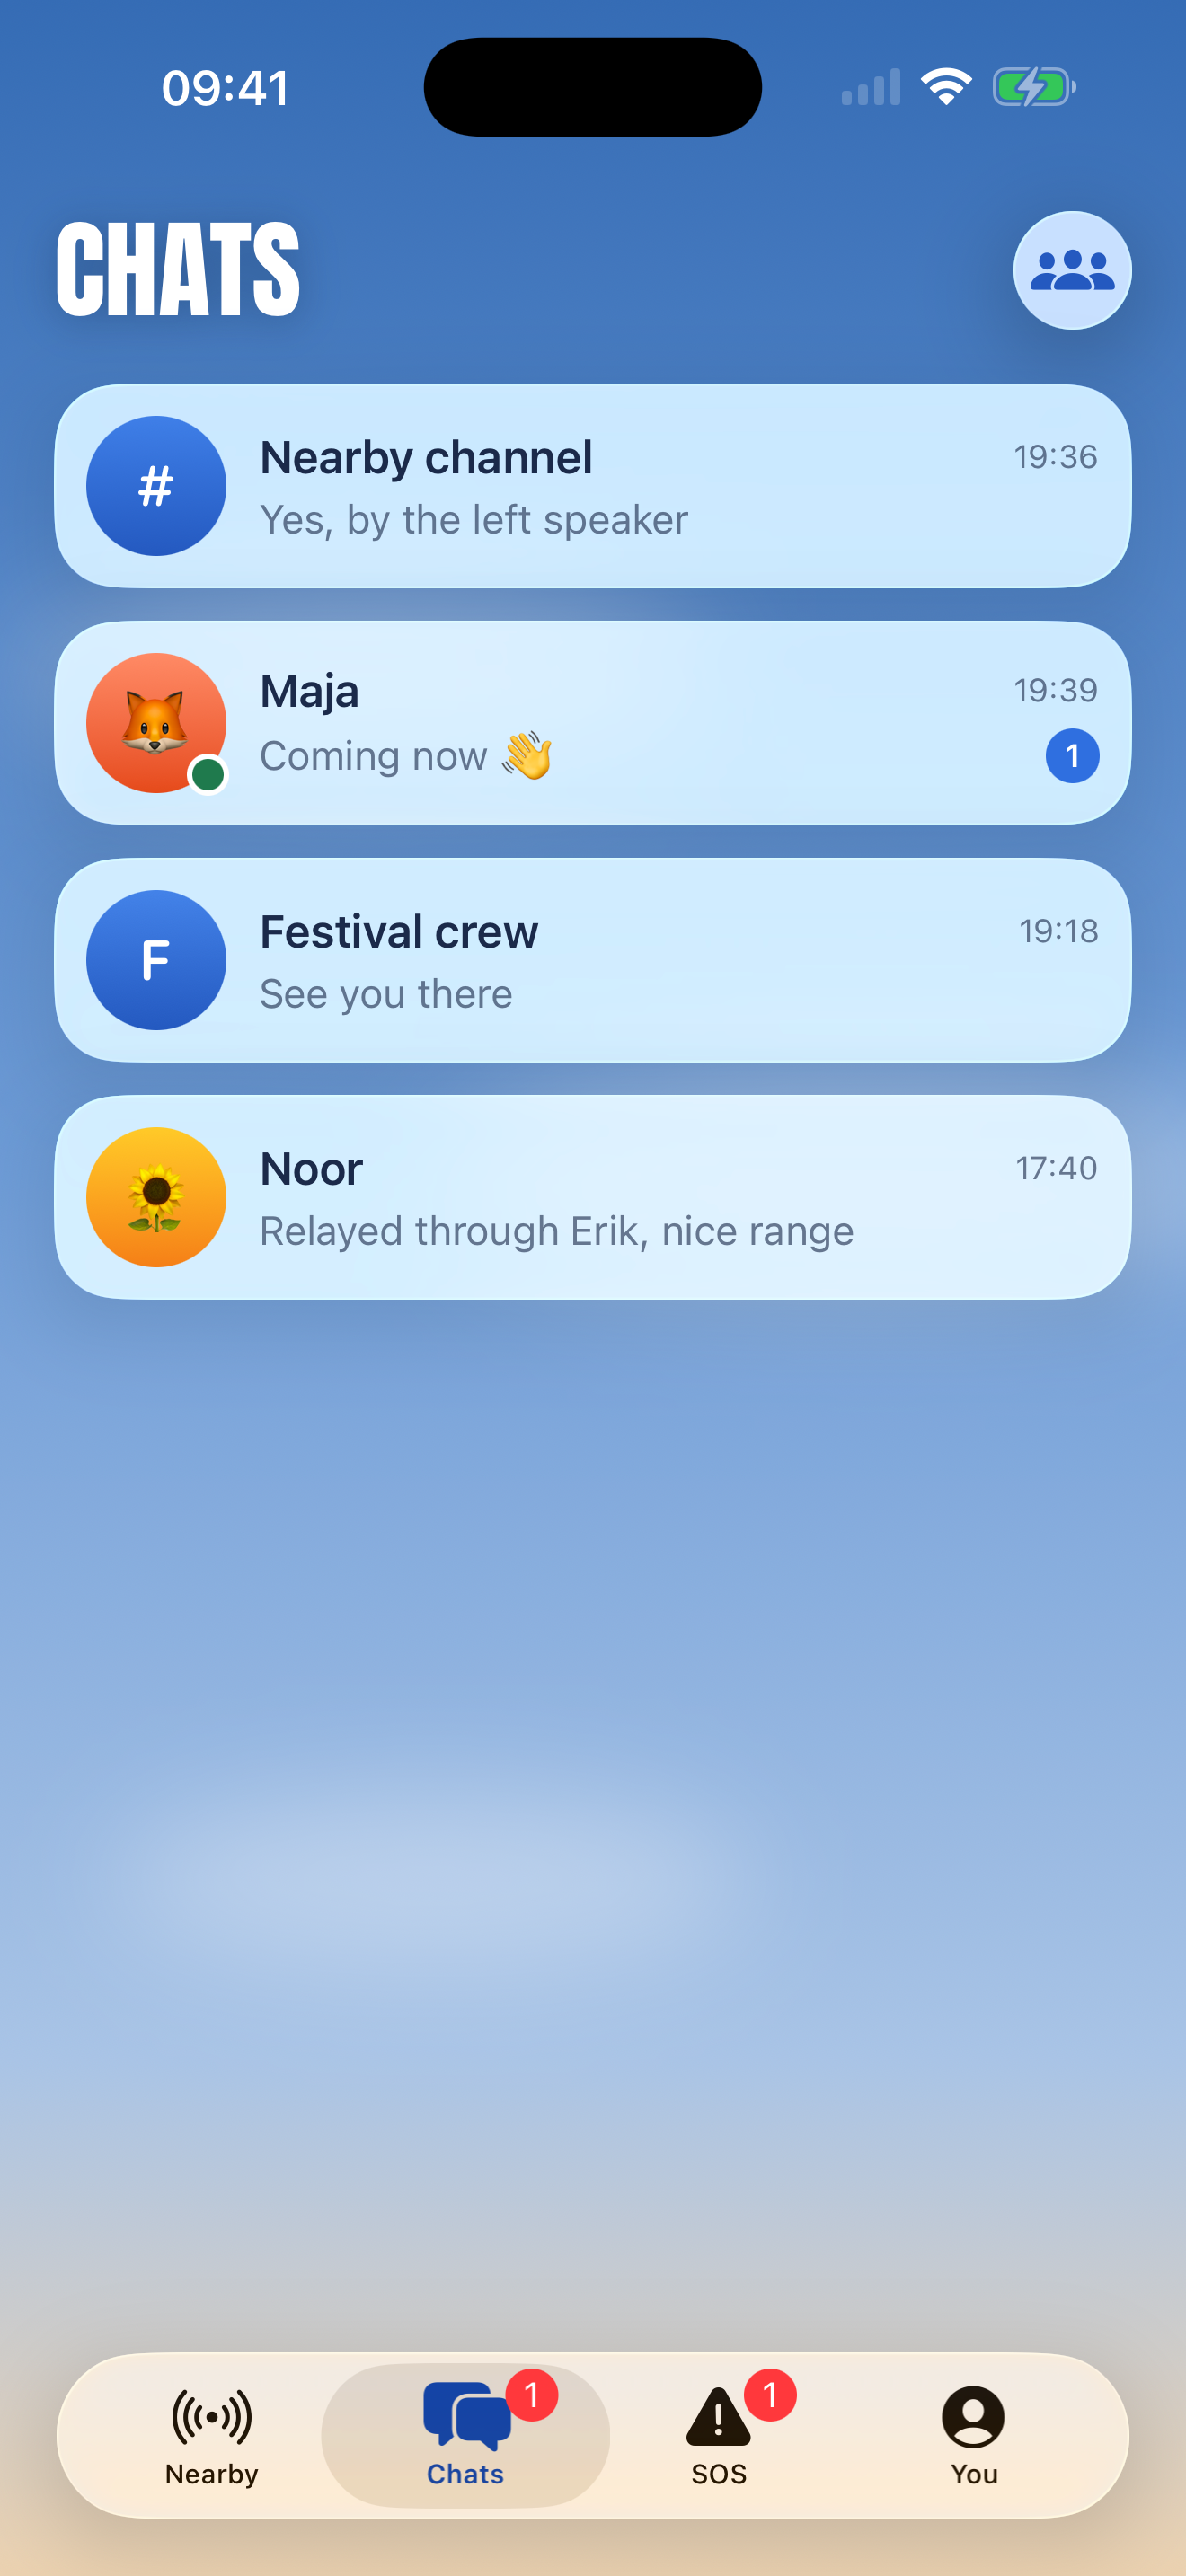 09:41
CHATS
#
Nearby channel
19:36
Yes, by the left speaker
Maja
19:39
Coming now 👋
1
F
Festival crew
19:18
See you there
Noor
17:40
Relayed through Erik, nice range
1
1
Nearby
Chats
SOS
You